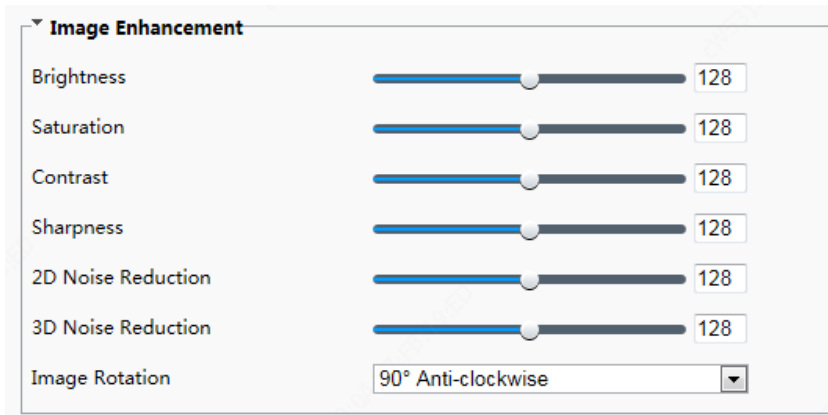 Image Enhancement
Brightness 128
Saturation 128
Contrast 128
Sharpness 128
2D Noise Reduction 128
3D Noise Reduction 128
Image Rotation 90° Anti-clockwise